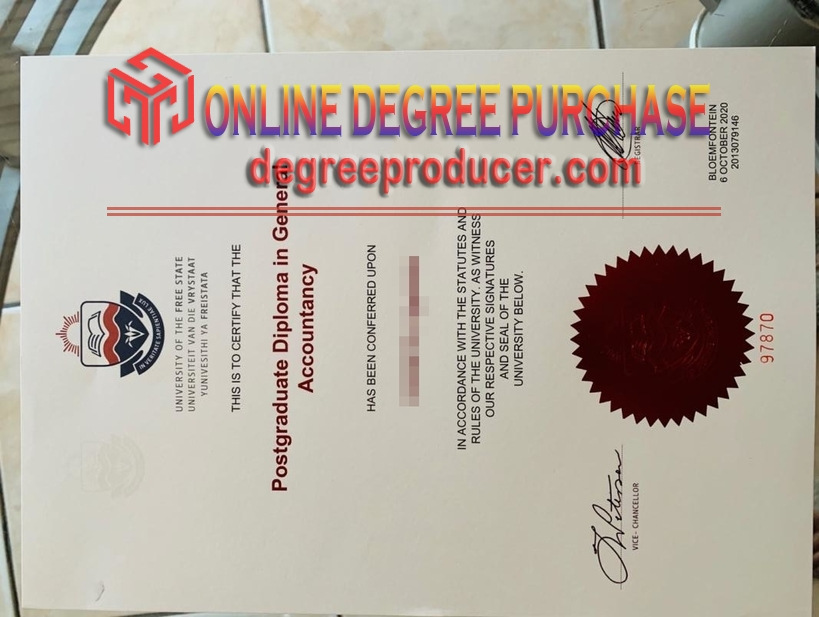 ONLINE DEGREE PURCHASE
degreeproducer.com
IN VERITATE SAPIENTIAE LUX
UNIVERSITY OF THE FREE STATE
UNIVERSITEIT VAN DIE VRYSTAAT
YUNIVESITHI YA FREISTATA
THIS IS TO CERTIFY THAT THE
Postgraduate Diploma in General
Accountancy
HAS BEEN CONFERRED UPON
IN ACCORDANCE WITH THE STATUTES AND
RULES OF THE UNIVERSITY. AS WITNESS
OUR RESPECTIVE SIGNATURES
AND SEAL OF THE
UNIVERSITY BELOW.
VICE- CHANCELLOR
REGISTRAR
97870
BLOEMFONTEIN
6 OCTOBER 2020
2013079146